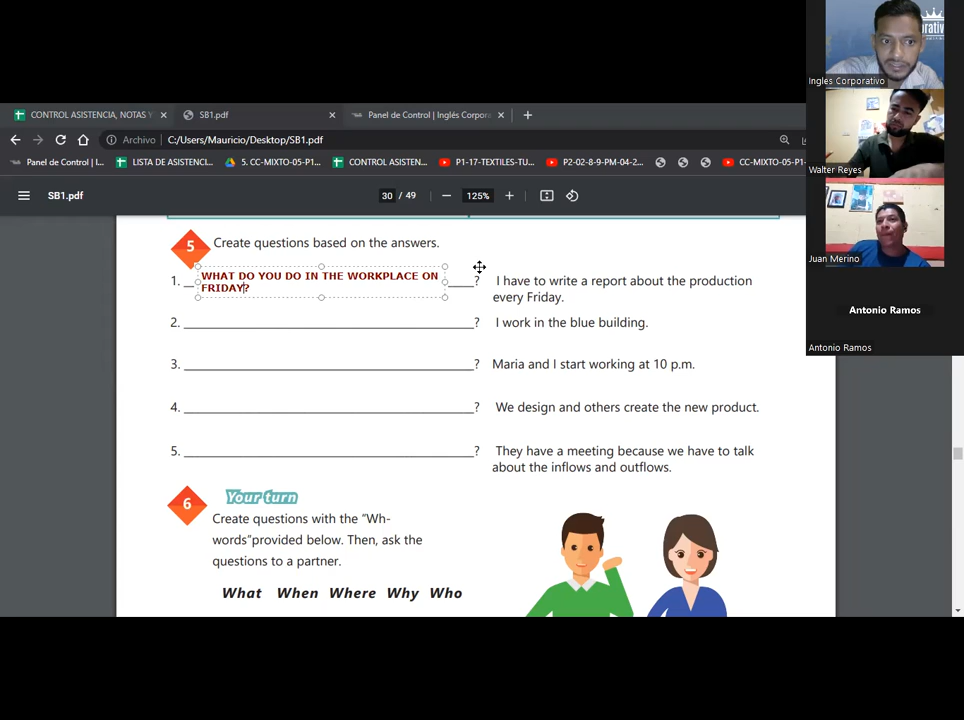 CONTROL ASISTENCIA, NOTAS Y
SB1.pdf
Panel de Control | Inglés Corpora
Archivo
C:/Users/Mauricio/Desktop/SB1.pdf
Panel de Control | I...
LISTA DE ASISTENCI...
5. CC-MIXTO-05-P1...
CONTROL ASISTEN...
P1-17-TEXTILES-TU...
P2-02-8-9-PM-04-2...
CC-MIXTO-05-P1-
SB1.pdf
30 / 49
125%
5
Create questions based on the answers.
WHAT DO YOU DO IN THE WORKPLACE ON
FRIDAY?
1. ____? I have to write a report about the production
every Friday.
2. ____? I work in the blue building.
3. ____? Maria and I start working at 10 p.m.
4. ____? We design and others create the new product.
5. ____? They have a meeting because we have to talk
about the inflows and outflows.
6
Your turn
Create questions with the "Wh-
words"provided below. Then, ask the
questions to a partner.
What When Where Why Who
Ingles Corporativo
Walter Reyes
Juan Merino
Antonio Ramos
Antonio Ramos